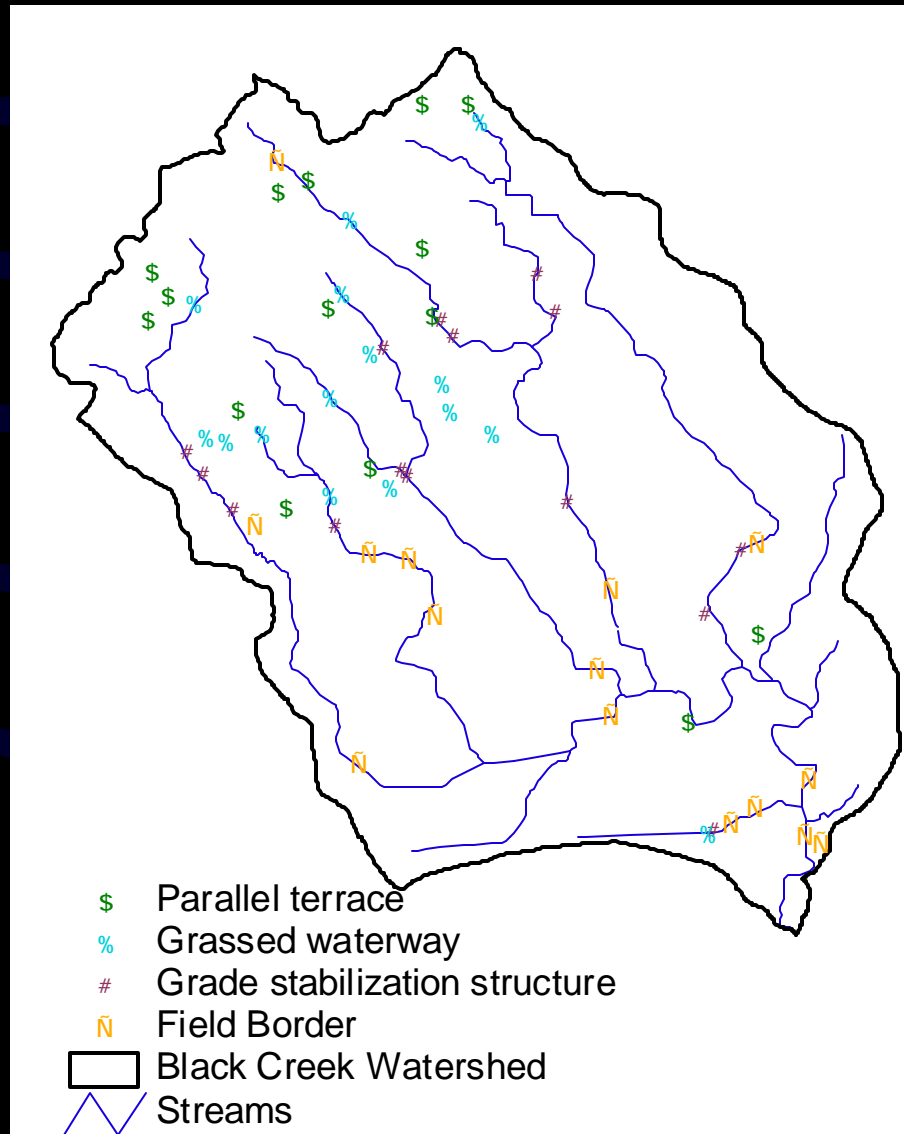 $ Parallel terrace
% Grassed waterway
# Grade stabilization structure
Ñ Field Border
Black Creek Watershed
Streams